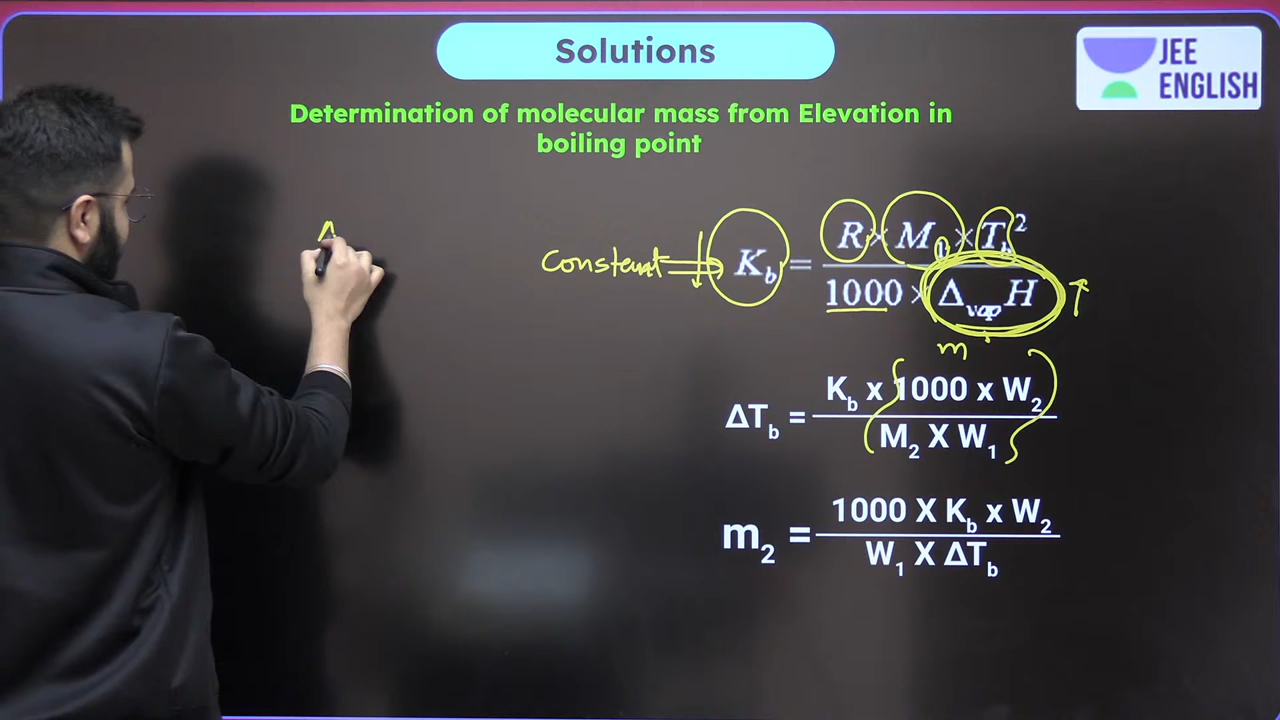 Solutions
JEE
ENGLISH
Determination of molecular mass from Elevation in
boiling point
Constant
K_b = R × M_1 × T_b^2 / 1000 × Δ_vap H
↓
↑
m
ΔT_b = K_b x 1000 x W_2 / M_2 X W_1
m_2 = 1000 X K_b x W_2 / W_1 X ΔT_b